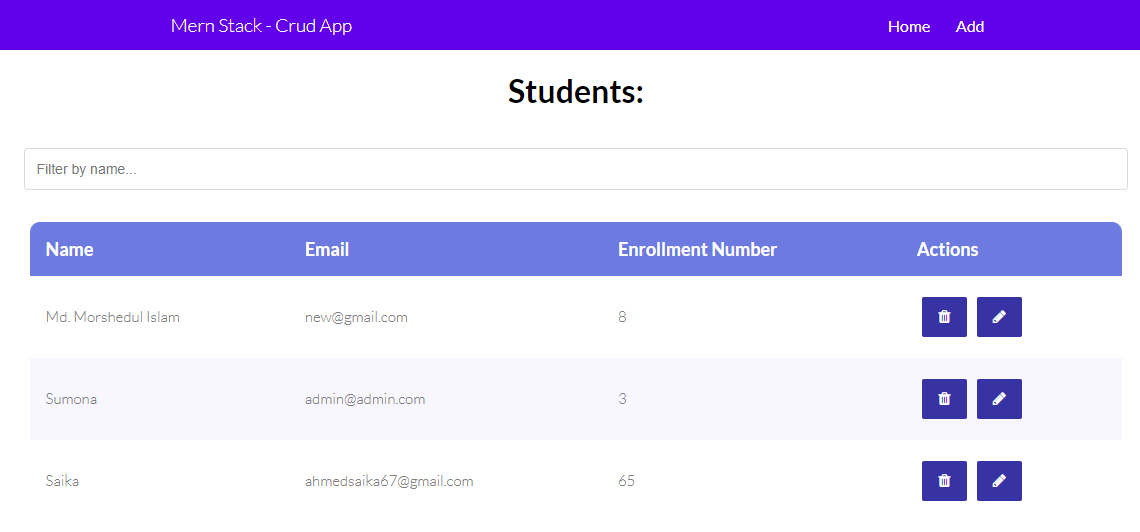 Mern Stack - Crud App Home Add
Students:
Filter by name...
Name Email Enrollment Number Actions
Md. Morshedul Islam new@gmail.com 8
Sumona admin@admin.com 3
Saika ahmedsaika67@gmail.com 65